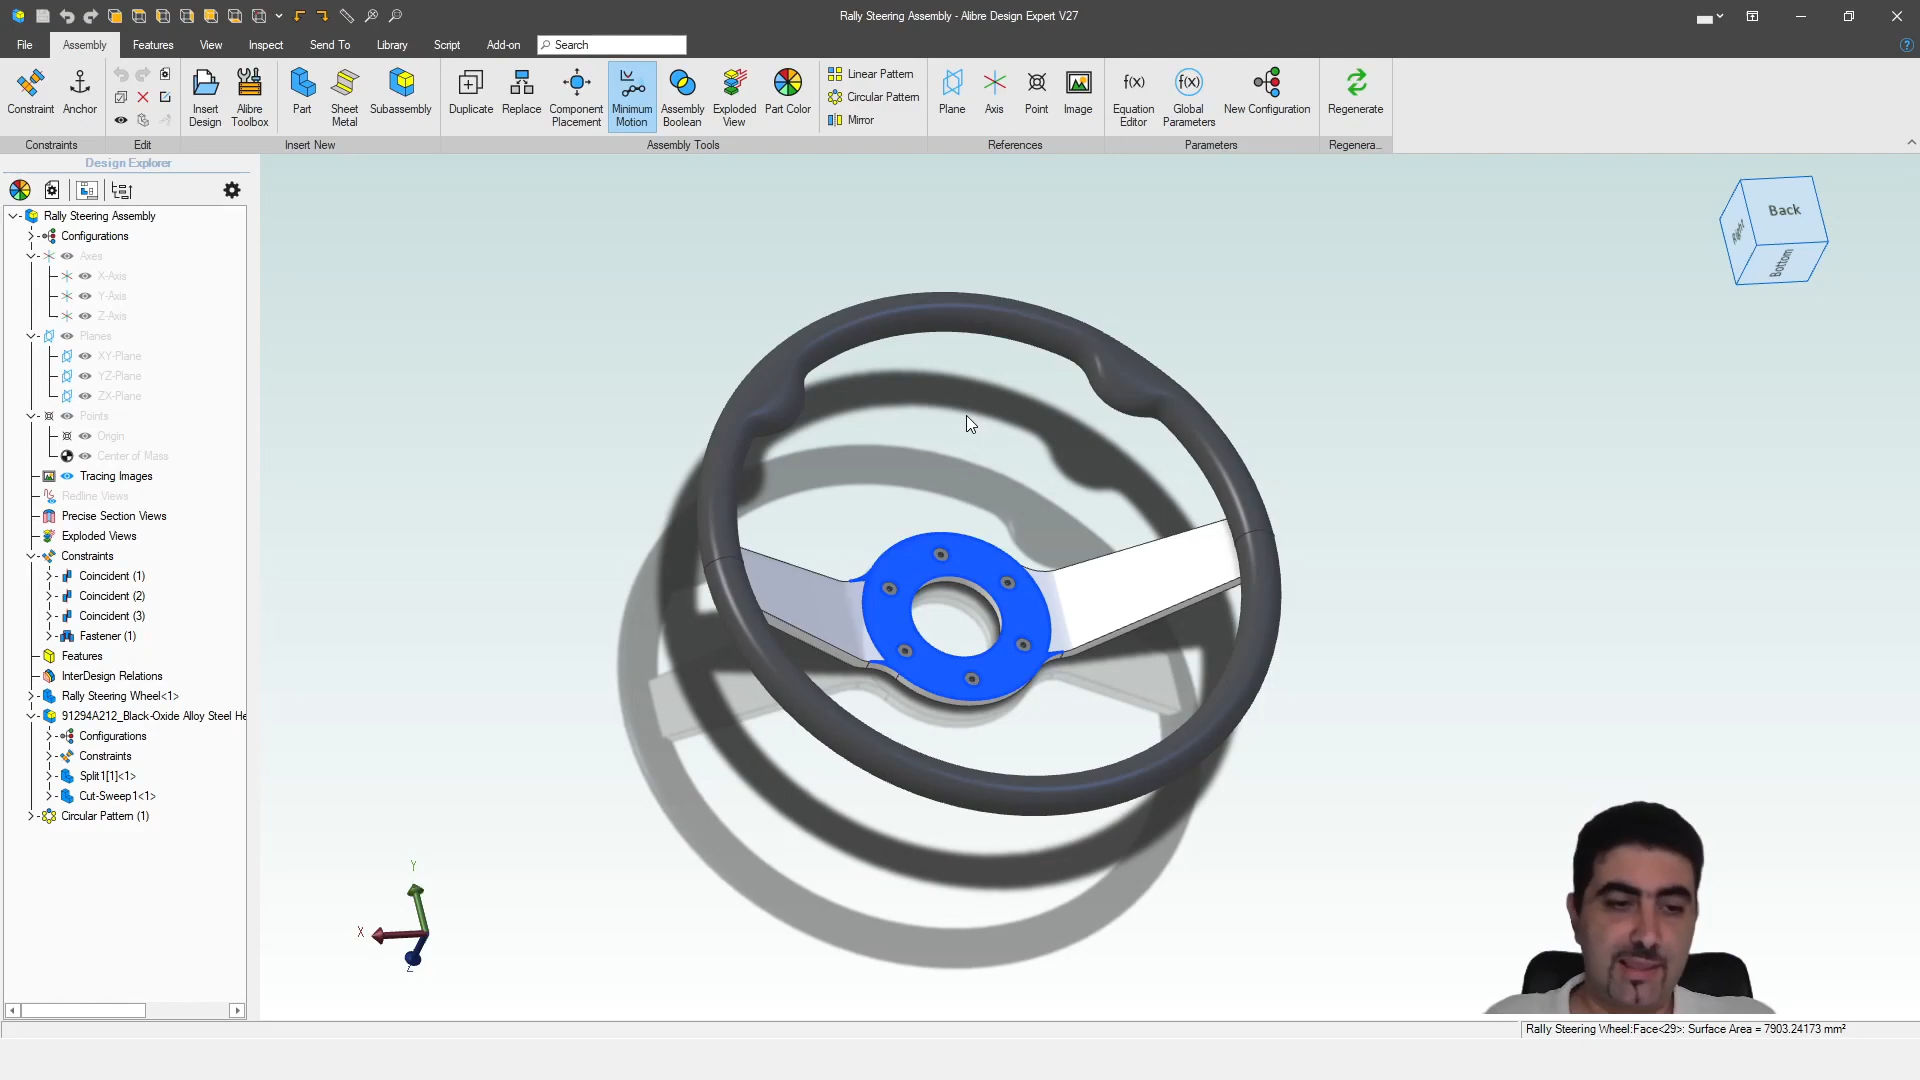 Rally Steering Assembly - Alibre Design Expert V27
File Assembly Features View Inspect Send To Library Script Add-on Search
Constraint Anchor Insert Design Alibre Toolbox Part Sheet Metal Subassembly Duplicate Replace Component Placement Minimum Motion Assembly Boolean Exploded View Part Color
Linear Pattern
Circular Pattern
Mirror
Plane Axis Point Image Equation Editor Global Parameters New Configuration Regenerate
Constraints Edit Insert New Assembly Tools References Parameters Regenera...
Design Explorer
Rally Steering Assembly
Configurations
Axes
X-Axis
Y-Axis
Z-Axis
Planes
XY-Plane
YZ-Plane
ZX-Plane
Points
Origin
Center of Mass
Tracing Images
Redline Views
Precise Section Views
Exploded Views
Constraints
Coincident (1)
Coincident (2)
Coincident (3)
Fastener (1)
Features
InterDesign Relations
Rally Steering Wheel<1>
91294A212_Black-Oxide Alloy Steel He
Configurations
Constraints
Split1[1]<1>
Cut-Sweep1<1>
Circular Pattern (1)
Back
Right
Bottom
Y
X
Z
Rally Steering Wheel:Face<29>: Surface Area = 7903.24173 mm²